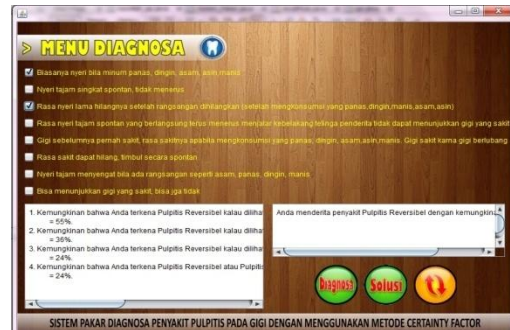 > MENU DIAGNOSA
Biasanya nyeri bila minum panas, dingin, asam, asin,manis
Nyeri tajam singkat spontan, tidak menerus
Rasa nyeri lama hilangnya setelah rangsangan dihilangkan (setelah mengkonsumsi yang panas,dingin,manis,asam,asin)
Rasa nyeri tajam spontan yang berlangsung terus menerus menjalar kebelakang telinga penderita tidak dapat menunjukkan gigi yang sakit
Gigi sebelumnya pernah sakit, rasa sakitnya apabila mengkonsumsi yang panas, dingin, asam,asin,manis. Gigi sakit karna gigi berlubang
Rasa sakit dapat hilang, timbul secara spontan
Nyeri tajam menyengat bila ada rangsangan seperti asam, panas, dingin, manis
Bisa menunjukkan gigi yang sakit, bisa jga tidak
1. Kemungkinan bahwa Anda terkena Pulpitis Reversibel kalau diliha
= 55%.
2. Kemungkinan bahwa Anda terkena Pulpitis Reversibel kalau diliha
= 36%.
3. Kemungkinan bahwa Anda terkena Pulpitis Reversibel kalau diliha
= 24%.
4. Kemungkinan bahwa Anda terkena Pulpitis Reversibel atau Pulpiti
= 24%.
Anda menderita penyakit Pulpitis Reversibel dengan kemungkin
Diagnosa
Solusi
SISTEM PAKAR DIAGNOSA PENYAKIT PULPITIS PADA GIGI DENGAN MENGGUNAKAN METODE CERTAINTY FACTOR